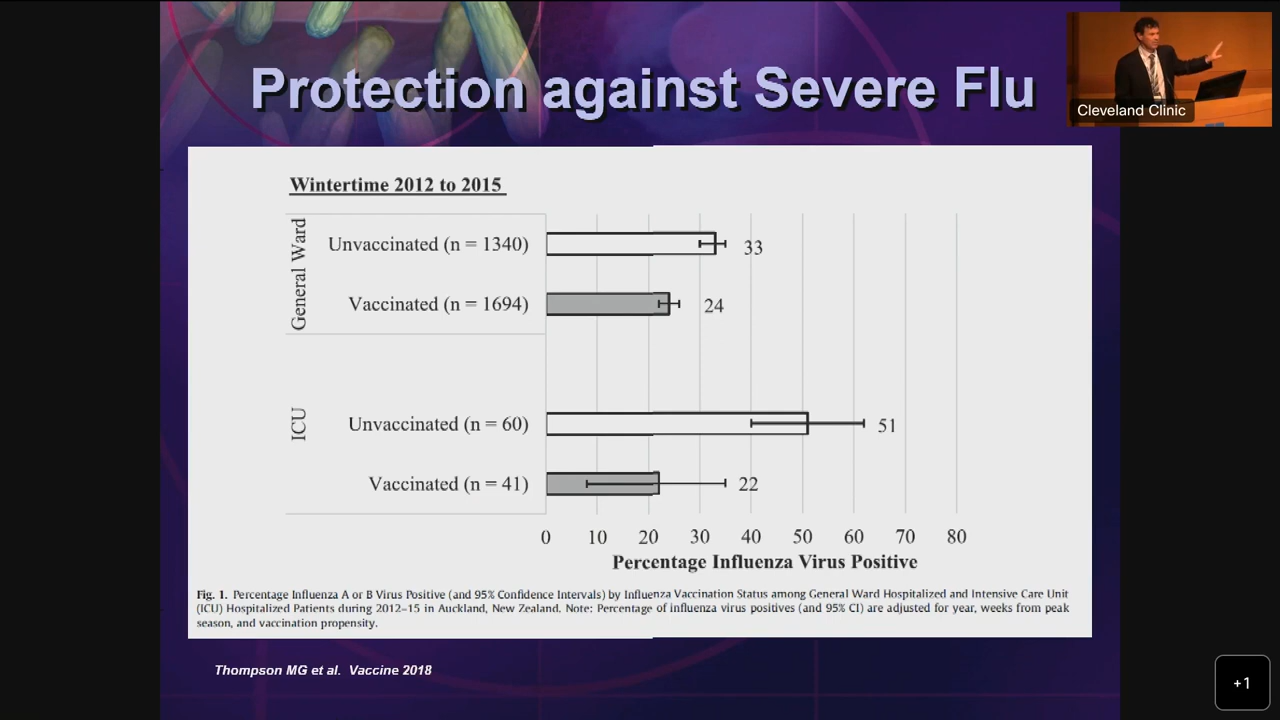 Protection against Severe Flu
Cleveland Clinic
Wintertime 2012 to 2015
General Ward
Unvaccinated (n = 1340)
33
Vaccinated (n = 1694)
24
ICU
Unvaccinated (n = 60)
51
Vaccinated (n = 41)
22
0 10 20 30 40 50 60 70 80
Percentage Influenza Virus Positive
Fig. 1. Percentage Influenza A or B Virus Positive (and 95% Confidence Intervals) by Influenza Vaccination Status among General Ward Hospitalized and Intensive Care Unit
(ICU) Hospitalized Patients during 2012–15 in Auckland, New Zealand. Note: Percentage of influenza virus positives (and 95% CI) are adjusted for year, weeks from peak
season, and vaccination propensity.
Thompson MG et al. Vaccine 2018
+1